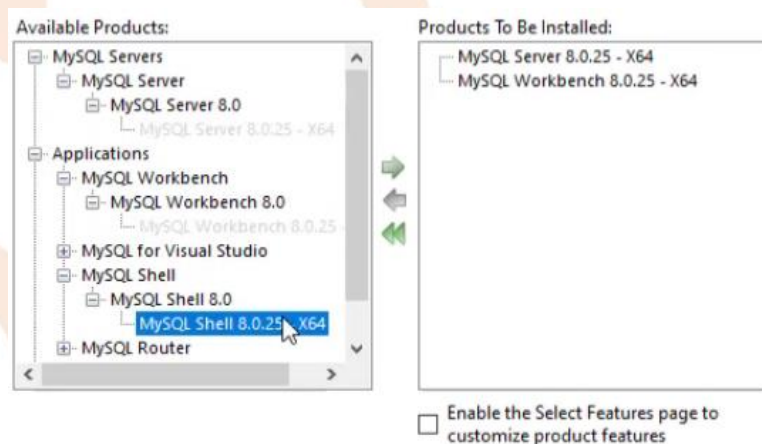 Available Products:
MySQL Servers
MySQL Server
MySQL Server 8.0
MySQL Server 8.0.25 - X64
Applications
MySQL Workbench
MySQL Workbench 8.0
MySQL Workbench 8.0.25 -
MySQL for Visual Studio
MySQL Shell
MySQL Shell 8.0
MySQL Shell 8.0.25 - X64
MySQL Router
Products To Be Installed:
MySQL Server 8.0.25 - X64
MySQL Workbench 8.0.25 - X64
Enable the Select Features page to
customize product features